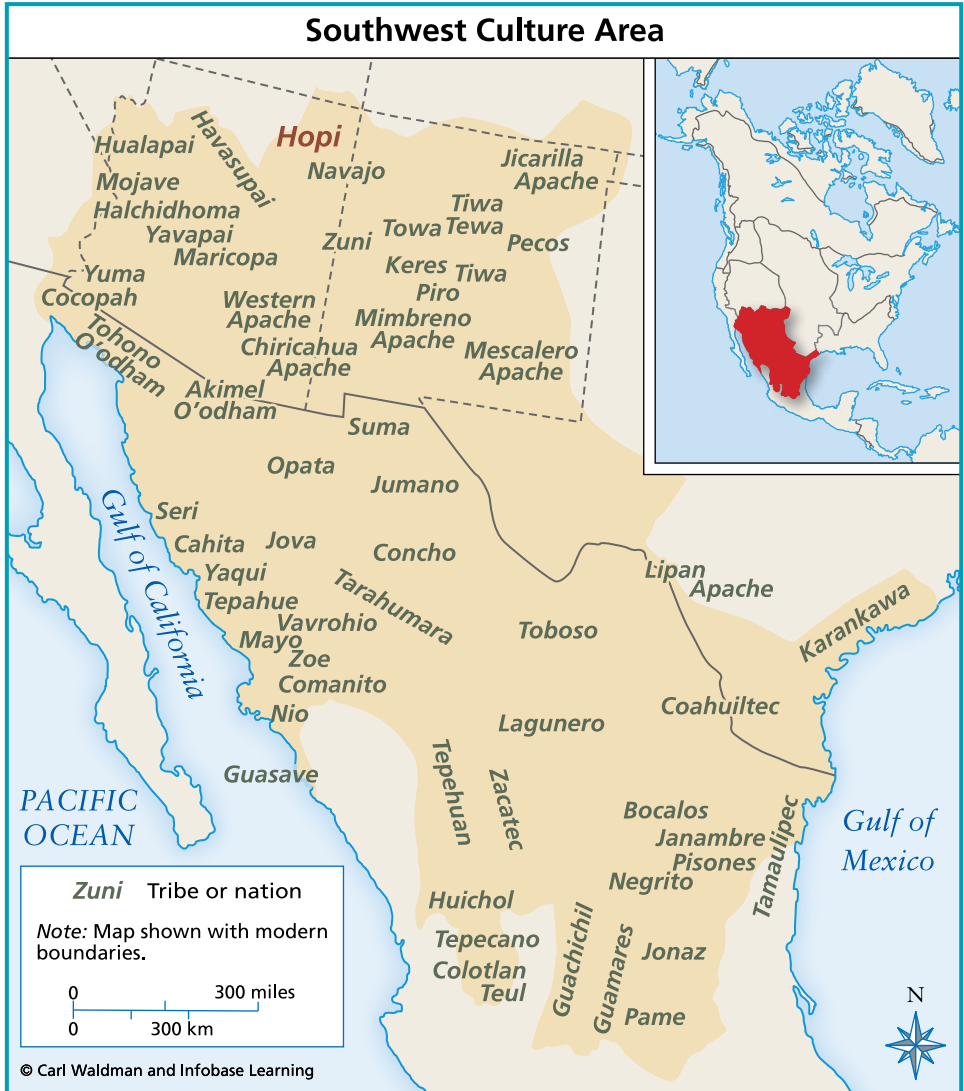 Southwest Culture Area
Hualapai
Havasupai
Hopi
Navajo
Jicarilla
Apache
Mojave
Halchidhoma
Yavapai
Maricopa
Zuni
Towa
Tiwa
Tewa
Pecos
Keres
Tiwa
Piro
Yuma
Cocopah
Western
Apache
Mimbreno
Apache
Tohono
O'odham
Chiricahua
Apache
Mescalero
Apache
Akimel
O'odham
Suma
Opata
Jumano
Seri
Cahita
Jova
Concho
Yaqui
Tepahue
Tarahumara
Lipan
Apache
Karankawa
Vavrohio
Mayo
Zoe
Toboso
Comanito
Nio
Lagunero
Coahuiltec
Guasave
Tepehuan
Zacatec
Bocalos
Janambre
Pisones
Negrito
Tamaulipec
Huichol
Tepecano
Colotlan
Teul
Guachichil
Guamares
Jonaz
Pame
Gulf of California
PACIFIC
OCEAN
Gulf of
Mexico
Zuni Tribe or nation
Note: Map shown with modern
boundaries.
0 300 miles
0 300 km
N
© Carl Waldman and Infobase Learning